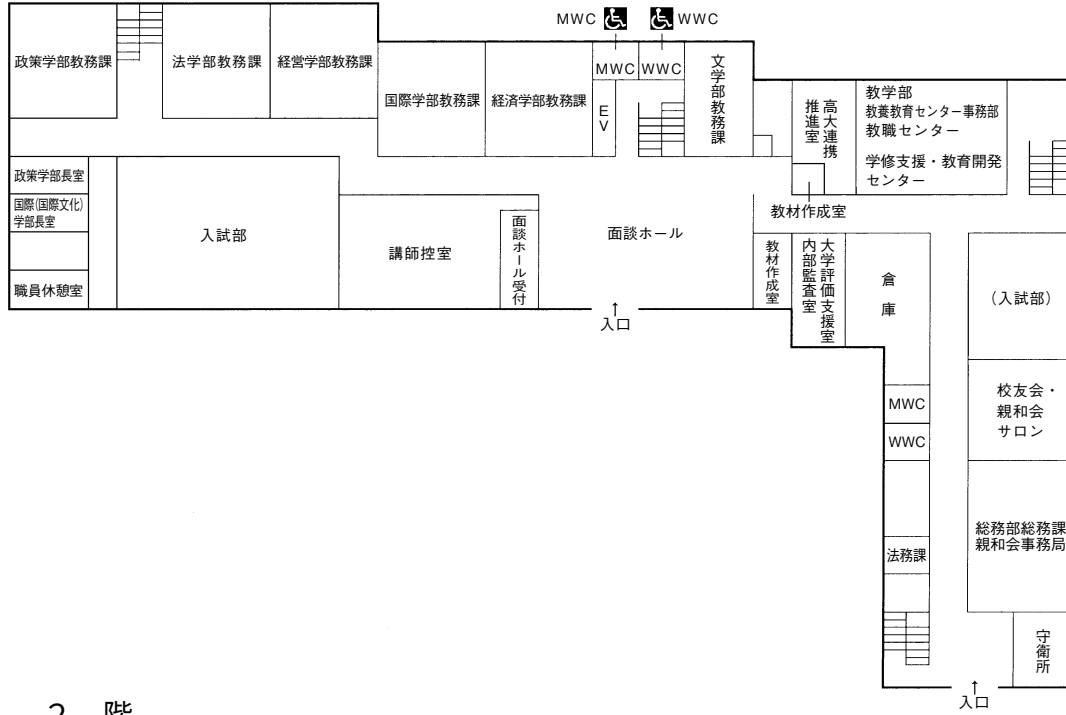 MWC WWC
政策学部教務課
法学部教務課
経営学部教務課
国際学部教務課
経済学部教務課
MWC
WWC
EV
文学部教務課
高大連携
推進室
教学部
教養教育センター事務部
教職センター
学修支援・教育開発
センター
政策学部長室
国際(国際文化)
学部長室
職員休憩室
入試部
講師控室
面談ホール受付
面談ホール
教材作成室
教材作成室
大学評価支援室
内部監査室
倉庫
(入試部)
↑
入口
MWC
WWC
校友会・
親和会
サロン
総務部総務課
親和会事務局
法務課
守衛所
↑
入口
2 階